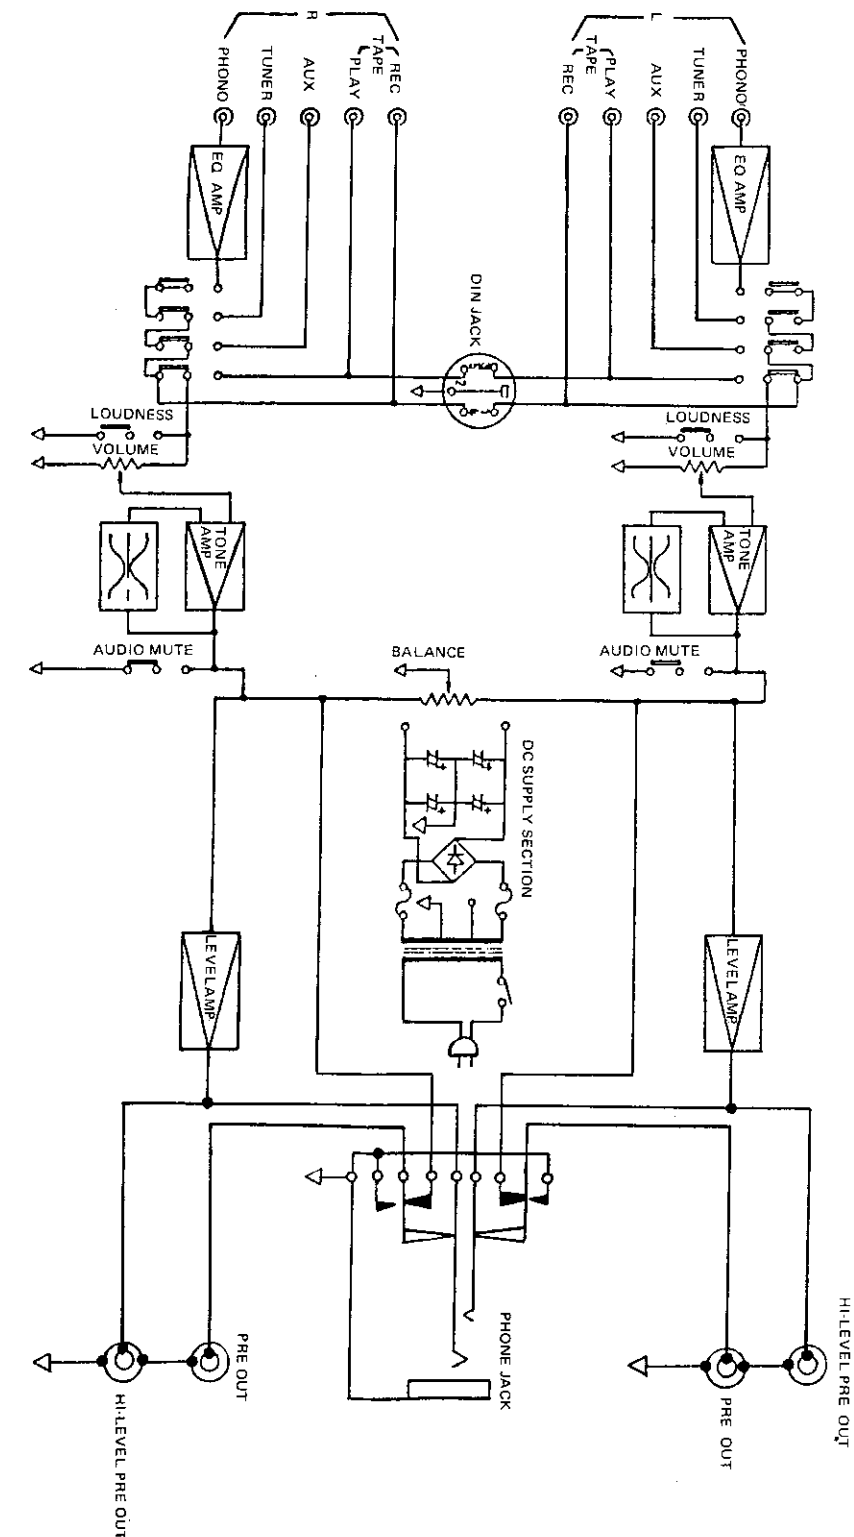 R
PHONO
TUNER
AUX
PLAY
TAPE
REC
L
REC
TAPE
PLAY
AUX
TUNER
PHONO
EQ AMP
EQ AMP
DIN JACK
LOUDNESS
VOLUME
LOUDNESS
VOLUME
TONE
AMP
TONE
AMP
AUDIO MUTE
BALANCE
AUDIO MUTE
DC SUPPLY SECTION
LEVEL AMP
LEVEL AMP
PRE OUT
HI-LEVEL PRE OUT
PHONE JACK
PRE OUT
HI-LEVEL PRE OUT